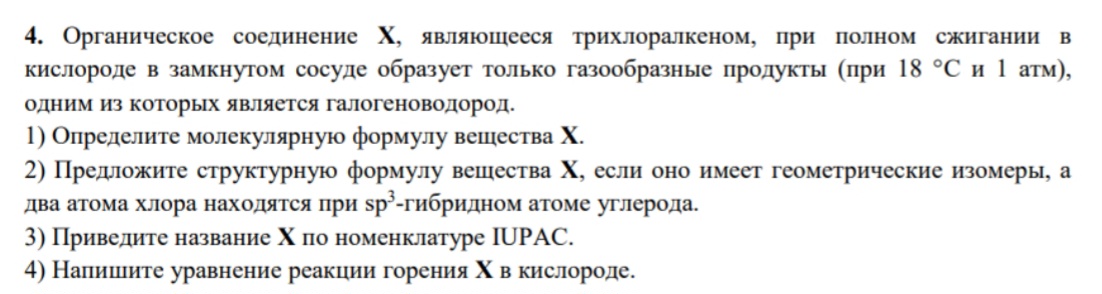 4. Органическое соединение X, являющееся трихлоралкеном, при полном сжигании в
кислороде в замкнутом сосуде образует только газообразные продукты (при 18 °C и 1 атм),
одним из которых является галогеноводород.
1) Определите молекулярную формулу вещества X.
2) Предложите структурную формулу вещества X, если оно имеет геометрические изомеры, а
два атома хлора находятся при sp³-гибридном атоме углерода.
3) Приведите название X по номенклатуре IUPAC.
4) Напишите уравнение реакции горения X в кислороде.